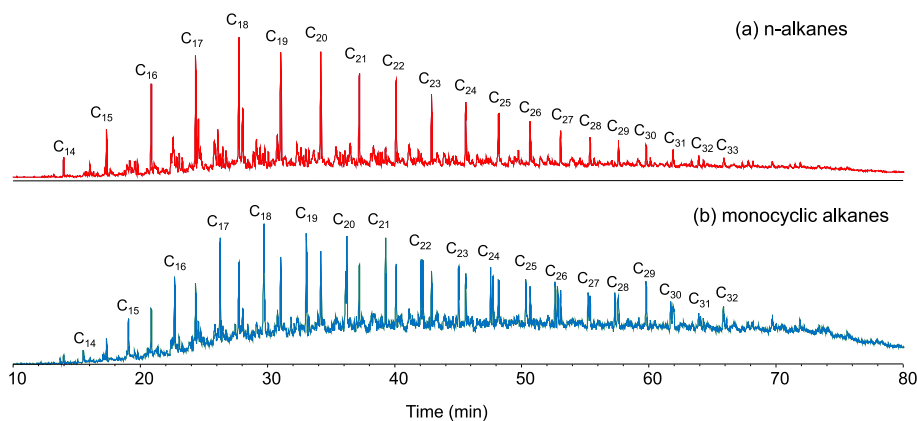 (a) n-alkanes
C14 C15 C16 C17 C18 C19 C20 C21 C22 C23 C24 C25 C26 C27 C28 C29 C30 C31 C32 C33
(b) monocyclic alkanes
C14 C15 C16 C17 C18 C19 C20 C21 C22 C23 C24 C25 C26 C27 C28 C29 C30 C31 C32
10 20 30 40 50 60 70 80
Time (min)